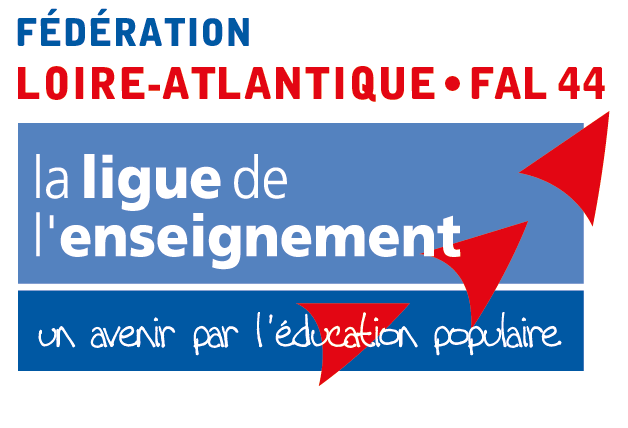 FÉDÉRATION
LOIRE-ATLANTIQUE • FAL 44
la ligue de
l'enseignement
un avenir par l'éducation populaire